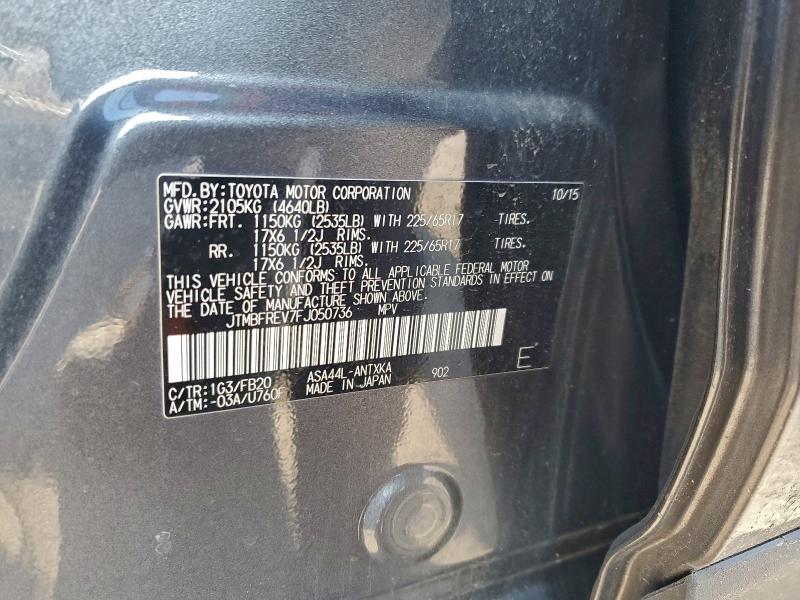 MFD. BY: TOYOTA MOTOR CORPORATION 10/15
GVWR: 2105KG (4640LB)
GAWR: FRT. 1150KG (2535LB) WITH 225/65R17 TIRES.
17X6 1/2J RIMS.
RR. 1150KG (2535LB) WITH 225/65R17 TIRES.
17X6 1/2J RIMS.
THIS VEHICLE CONFORMS TO ALL APPLICABLE FEDERAL MOTOR
VEHICLE SAFETY AND THEFT PREVENTION STANDARDS IN EFFECT ON
THE DATE OF MANUFACTURE SHOWN ABOVE.
JTMBFREV7FJ050736 MPV
C/TR: 1G3/FB20 ASA44L-ANTXKA 902 E
A/TM: -03A/U760F MADE IN JAPAN